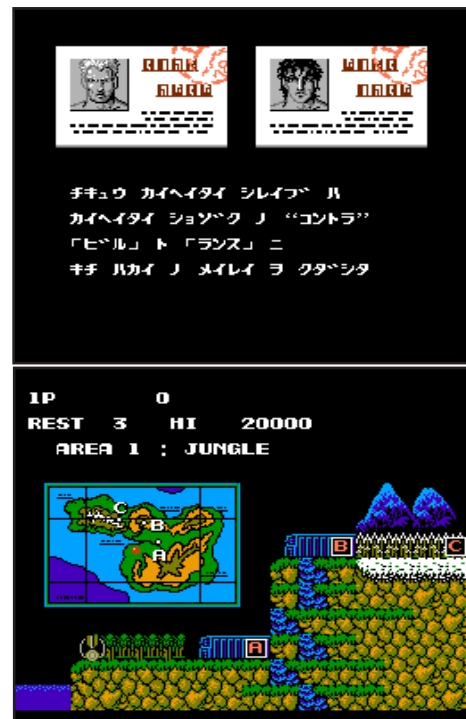 チキュウ カイヘイタイ シレイブ ハ
カイヘイタイ ショゾク ノ “コントラ”
「ビル」 ト 「ランス」 ニ
キチ ハカイ ノ メイレイ ヲ クダシタ
1P 0
REST 3 HI 20000
AREA 1 : JUNGLE
C
B
A
B C
A